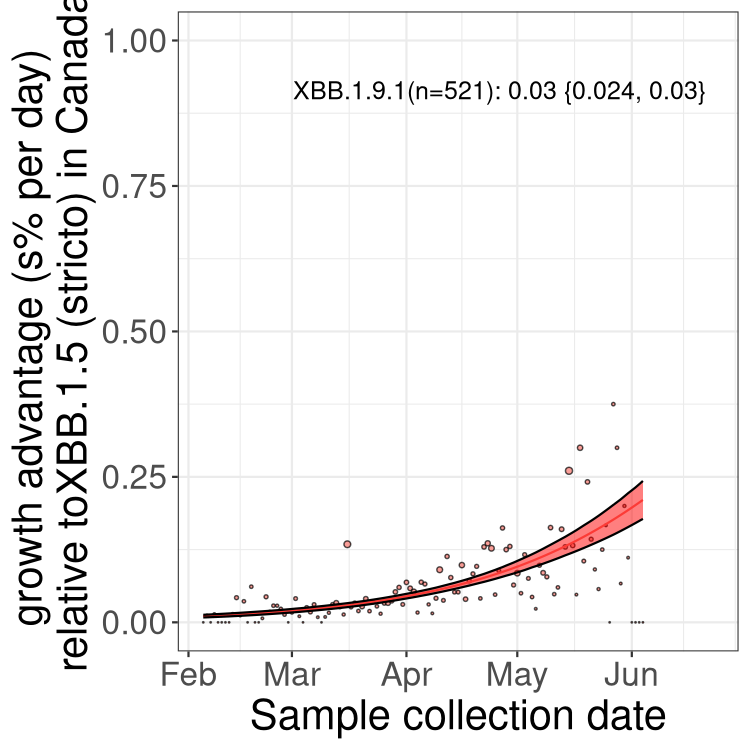 growth advantage (s% per day)
relative toXBB.1.5 (stricto) in Canada
1.00
0.75
0.50
0.25
0.00
XBB.1.9.1(n=521): 0.03 {0.024, 0.03}
Feb Mar Apr May Jun
Sample collection date